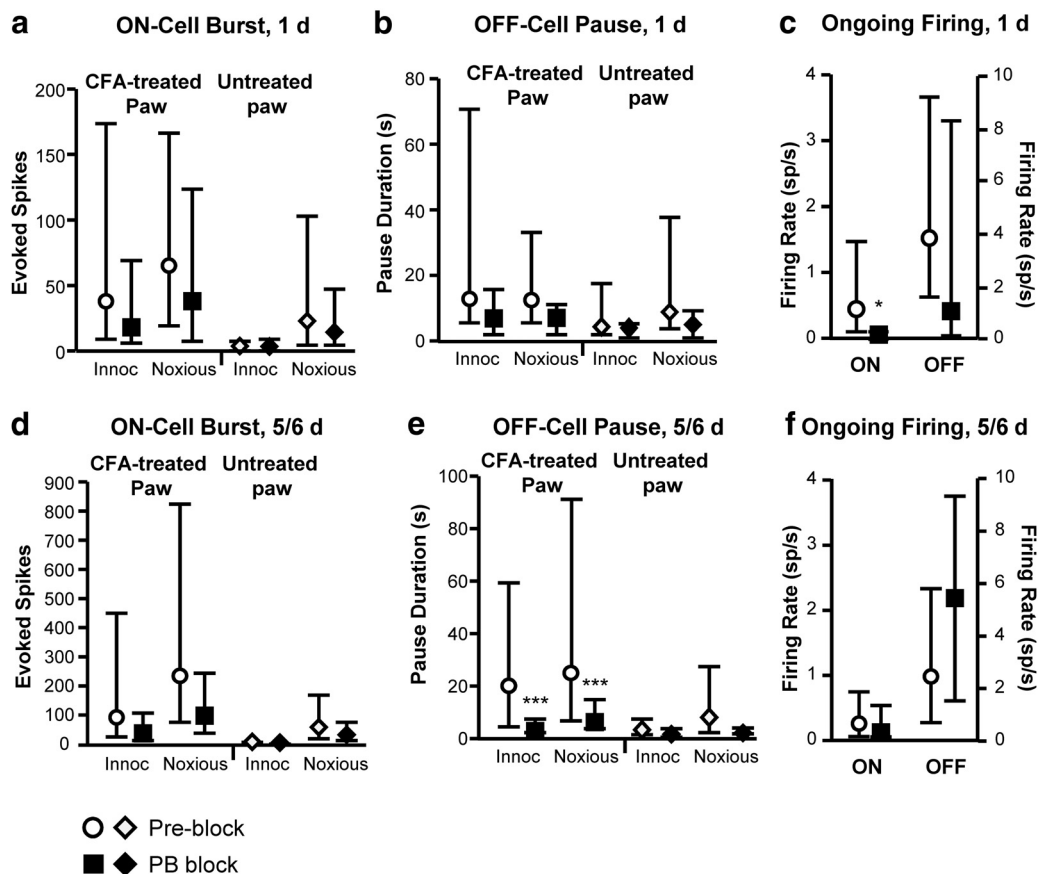 a ON-Cell Burst, 1 d
CFA-treated Paw
Untreated paw
Evoked Spikes
200
150
100
50
0
Innoc Noxious Innoc Noxious
b OFF-Cell Pause, 1 d
CFA-treated Paw
Untreated paw
Pause Duration (s)
80
60
40
20
0
Innoc Noxious Innoc Noxious
c Ongoing Firing, 1 d
Firing Rate (sp/s)
4
3
2
1
0
*
10
8
6
4
2
0
Firing Rate (sp/s)
ON OFF
d ON-Cell Burst, 5/6 d
CFA-treated Paw
Untreated paw
Evoked Spikes
900
800
700
600
500
400
300
200
100
0
Innoc Noxious Innoc Noxious
e OFF-Cell Pause, 5/6 d
CFA-treated Paw
Untreated paw
Pause Duration (s)
100
80
60
40
20
0
*** ***
Innoc Noxious Innoc Noxious
f Ongoing Firing, 5/6 d
Firing Rate (sp/s)
4
3
2
1
0
10
8
6
4
2
0
Firing Rate (sp/s)
ON OFF
Pre-block
PB block